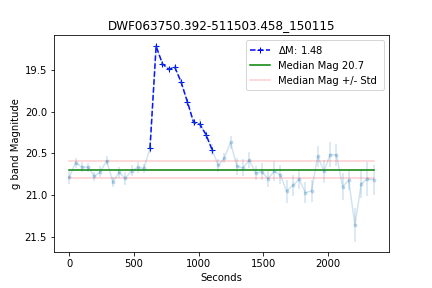 DWF063750.392-511503.458_150115
ΔM: 1.48
Median Mag 20.7
Median Mag +/- Std
g band Magnitude
19.5
20.0
20.5
21.0
21.5
0
500
1000
1500
2000
Seconds